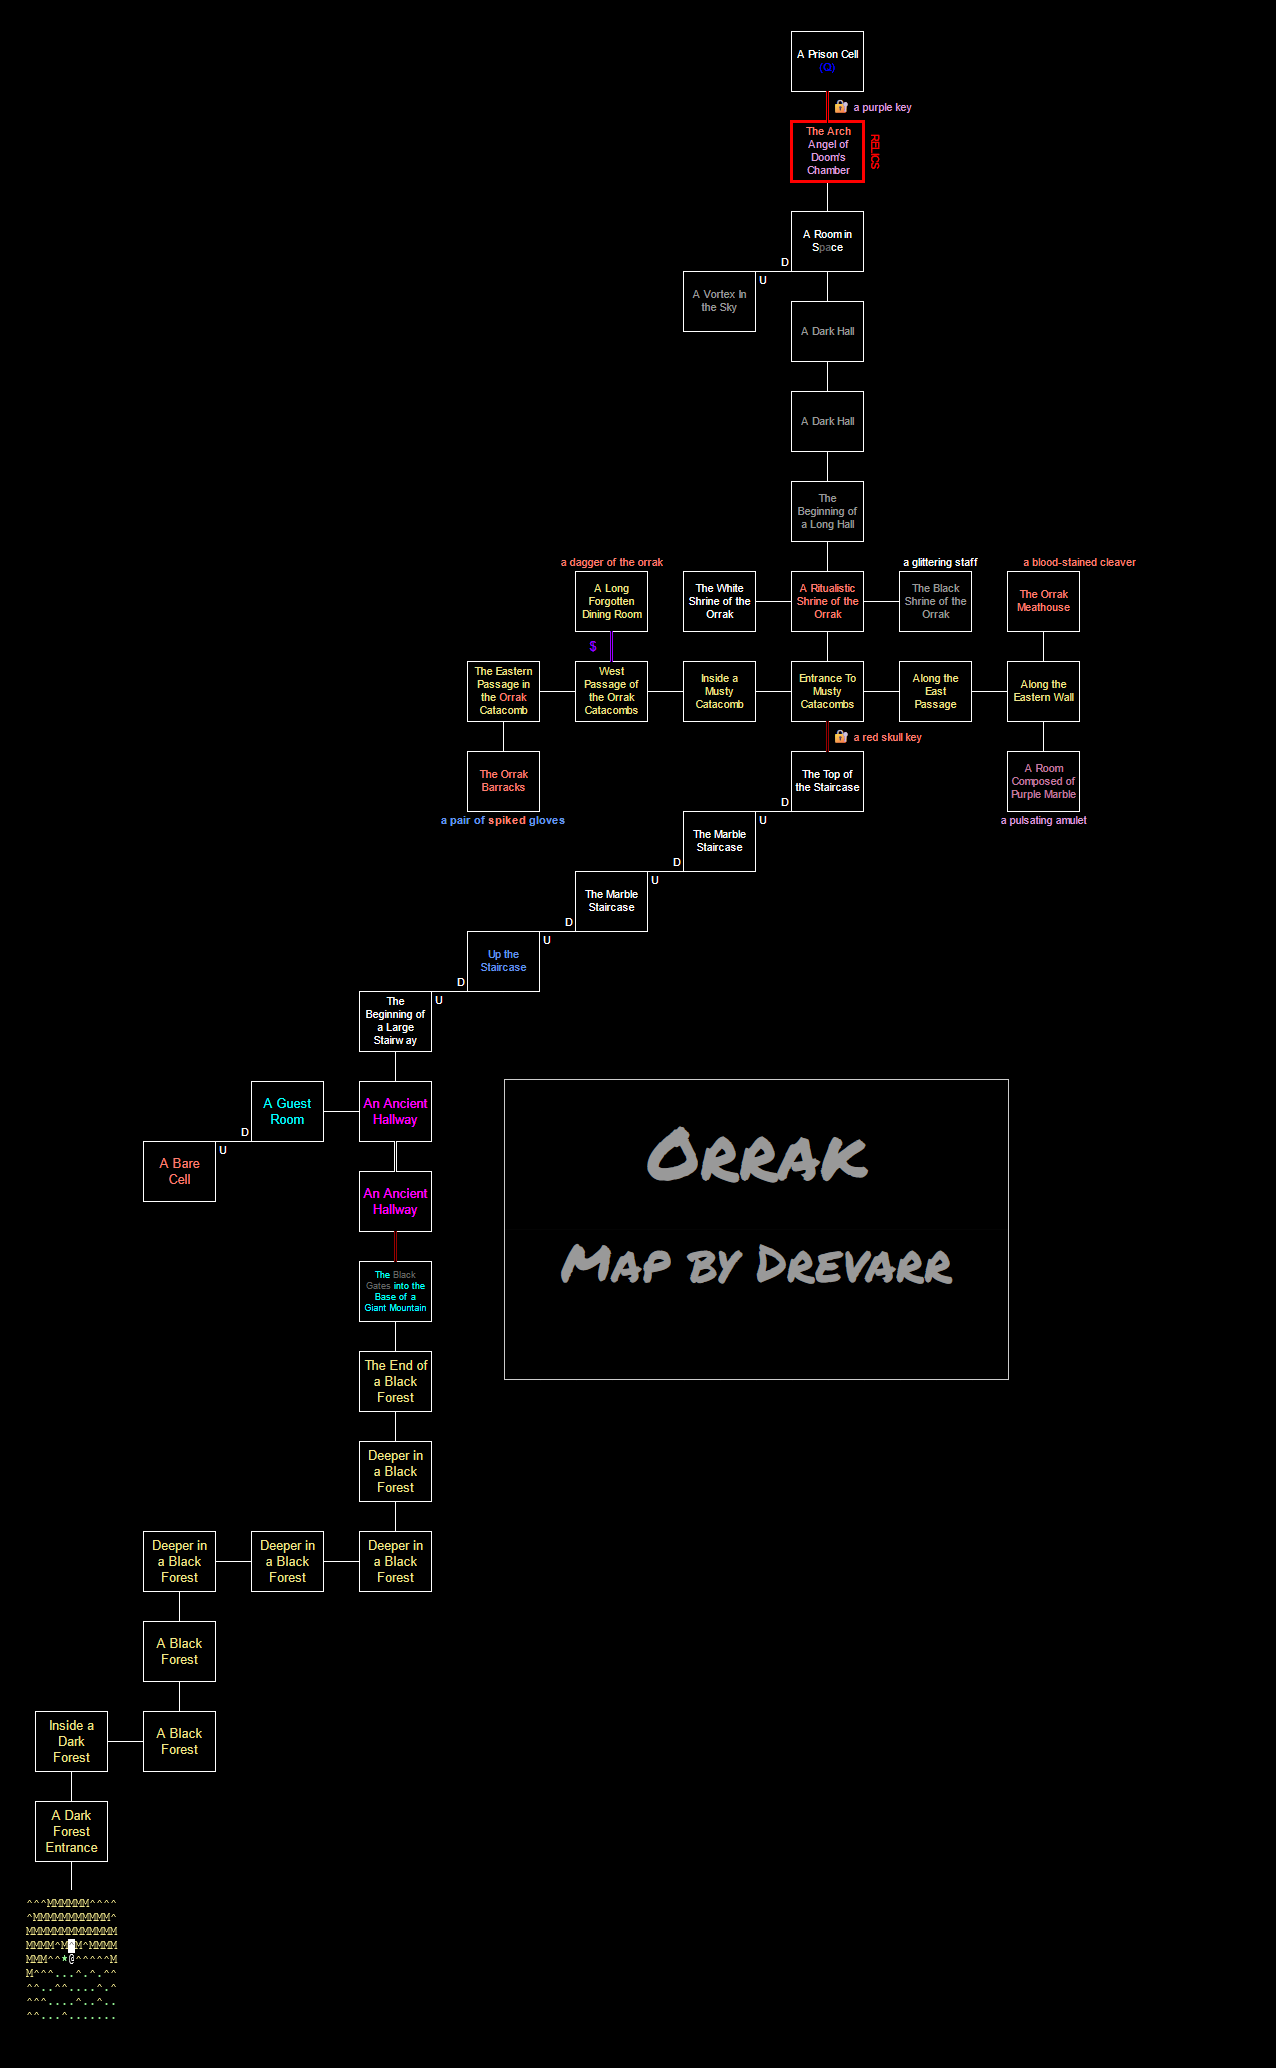 A Prison Cell
(Q)
a purple key
The Arch
Angel of
Doom's
Chamber
RELICS
A Room in
Space
D
U
A Vortex In
the Sky
A Dark Hall
A Dark Hall
The
Beginning of
a Long Hall
a dagger of the orrak
a glittering staff
a blood-stained cleaver
A Long
Forgotten
Dining Room
The White
Shrine of the
Orrak
A Ritualistic
Shrine of the
Orrak
The Black
Shrine of the
Orrak
The Orrak
Meathouse
$
The Eastern
Passage in
the Orrak
Catacomb
West
Passage of
the Orrak
Catacombs
Inside a
Musty
Catacomb
Entrance To
Musty
Catacombs
Along the
East
Passage
Along the
Eastern Wall
a red skull key
The Orrak
Barracks
The Top of
the Staircase
A Room
Composed of
Purple Marble
a pair of spiked gloves
a pulsating amulet
D
U
The Marble
Staircase
D
U
The Marble
Staircase
D
U
Up the
Staircase
D
U
The
Beginning of
a Large
Stairway
A Guest
Room
An Ancient
Hallway
D
U
A Bare
Cell
An Ancient
Hallway
Orrak
Map by Drevarr
The Black
Gates into the
Base of a
Giant Mountain
The End of
a Black
Forest
Deeper in
a Black
Forest
Deeper in
a Black
Forest
Deeper in
a Black
Forest
Deeper in
a Black
Forest
A Black
Forest
Inside a
Dark
Forest
A Black
Forest
A Dark
Forest
Entrance
^^^MMMMMM^^^^
^MMMMMMMMMMM^
MMMMMMMMMMMMM
MMMM^M^M^MMMM
MMM^^*@^^^^^M
M^^^...^.^.^^
^^..^^....^.^
^^^....^..^..
^^...^.......